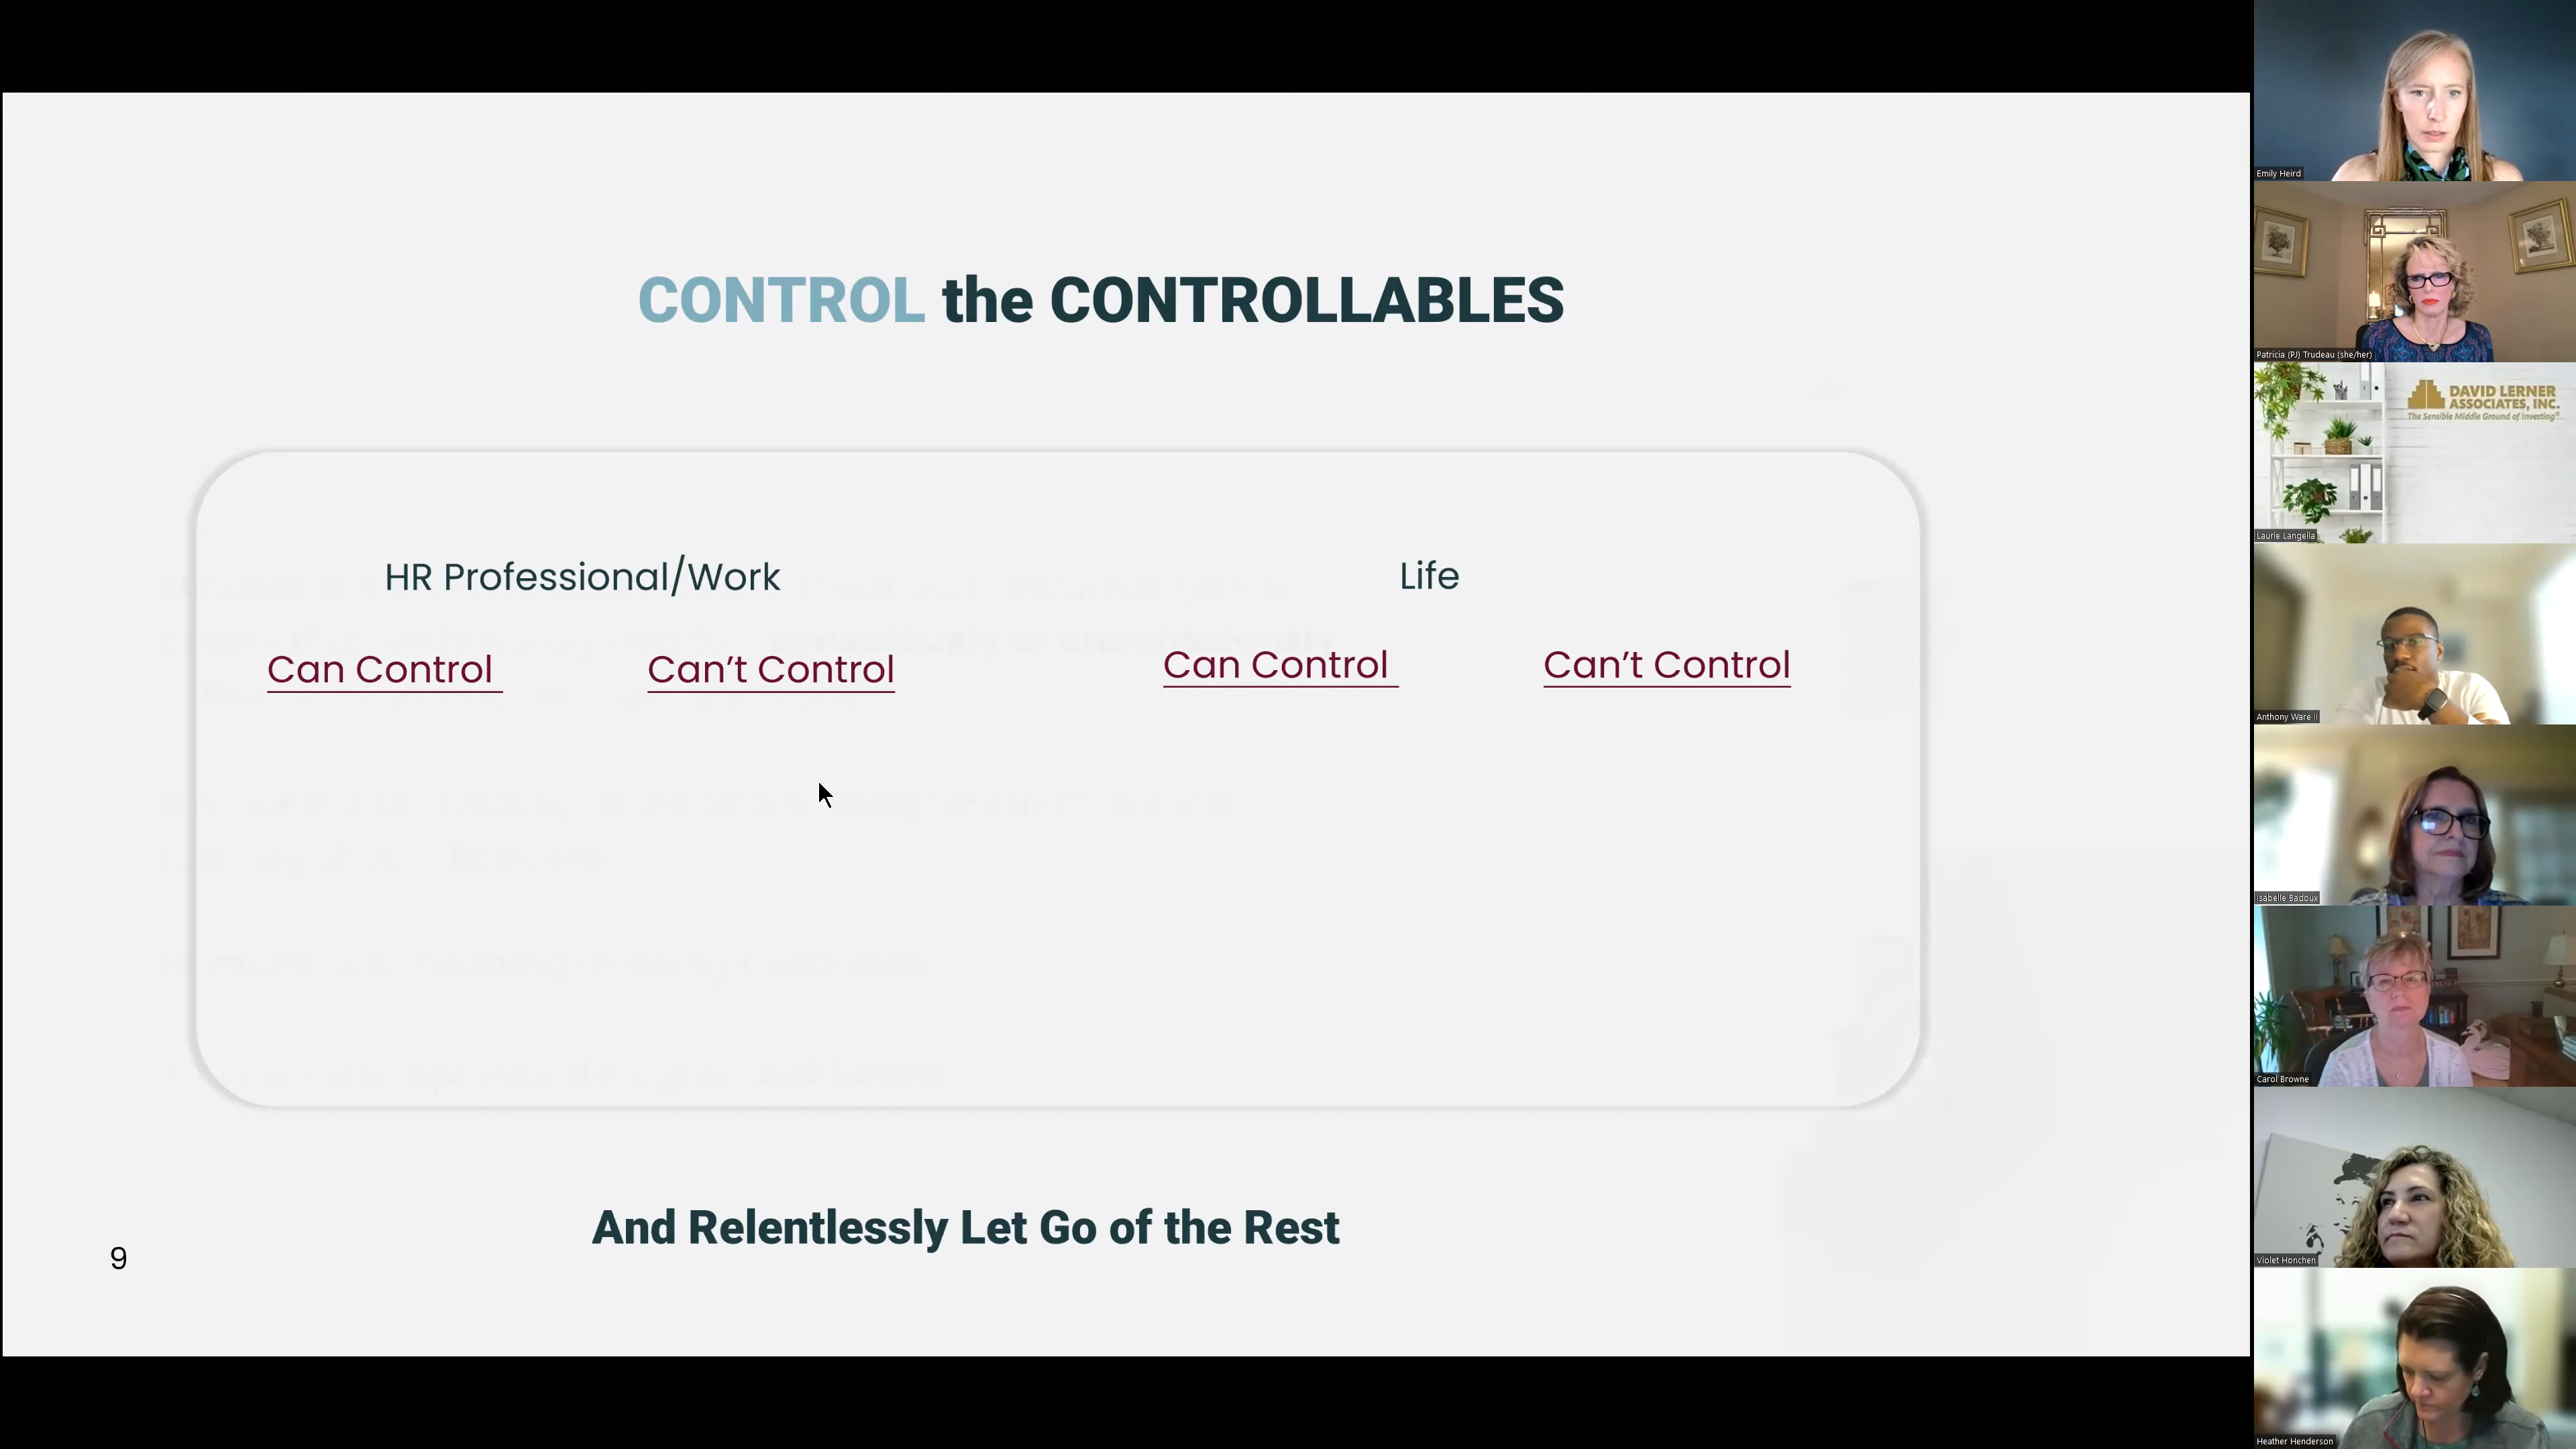 CONTROL the CONTROLLABLES
HR Professional/Work
Life
Can Control
Can't Control
Can Control
Can't Control
And Relentlessly Let Go of the Rest
9
Emily Heird
Patricia (PJ) Trudeau (she/her)
DAVID LERNER
ASSOCIATES, INC.
The Sensible Middle Ground of Investing®
Laurie Langella
Anthony Ware II
Isabelle Badoux
Carol Browne
Violet Honchen
Heather Henderson